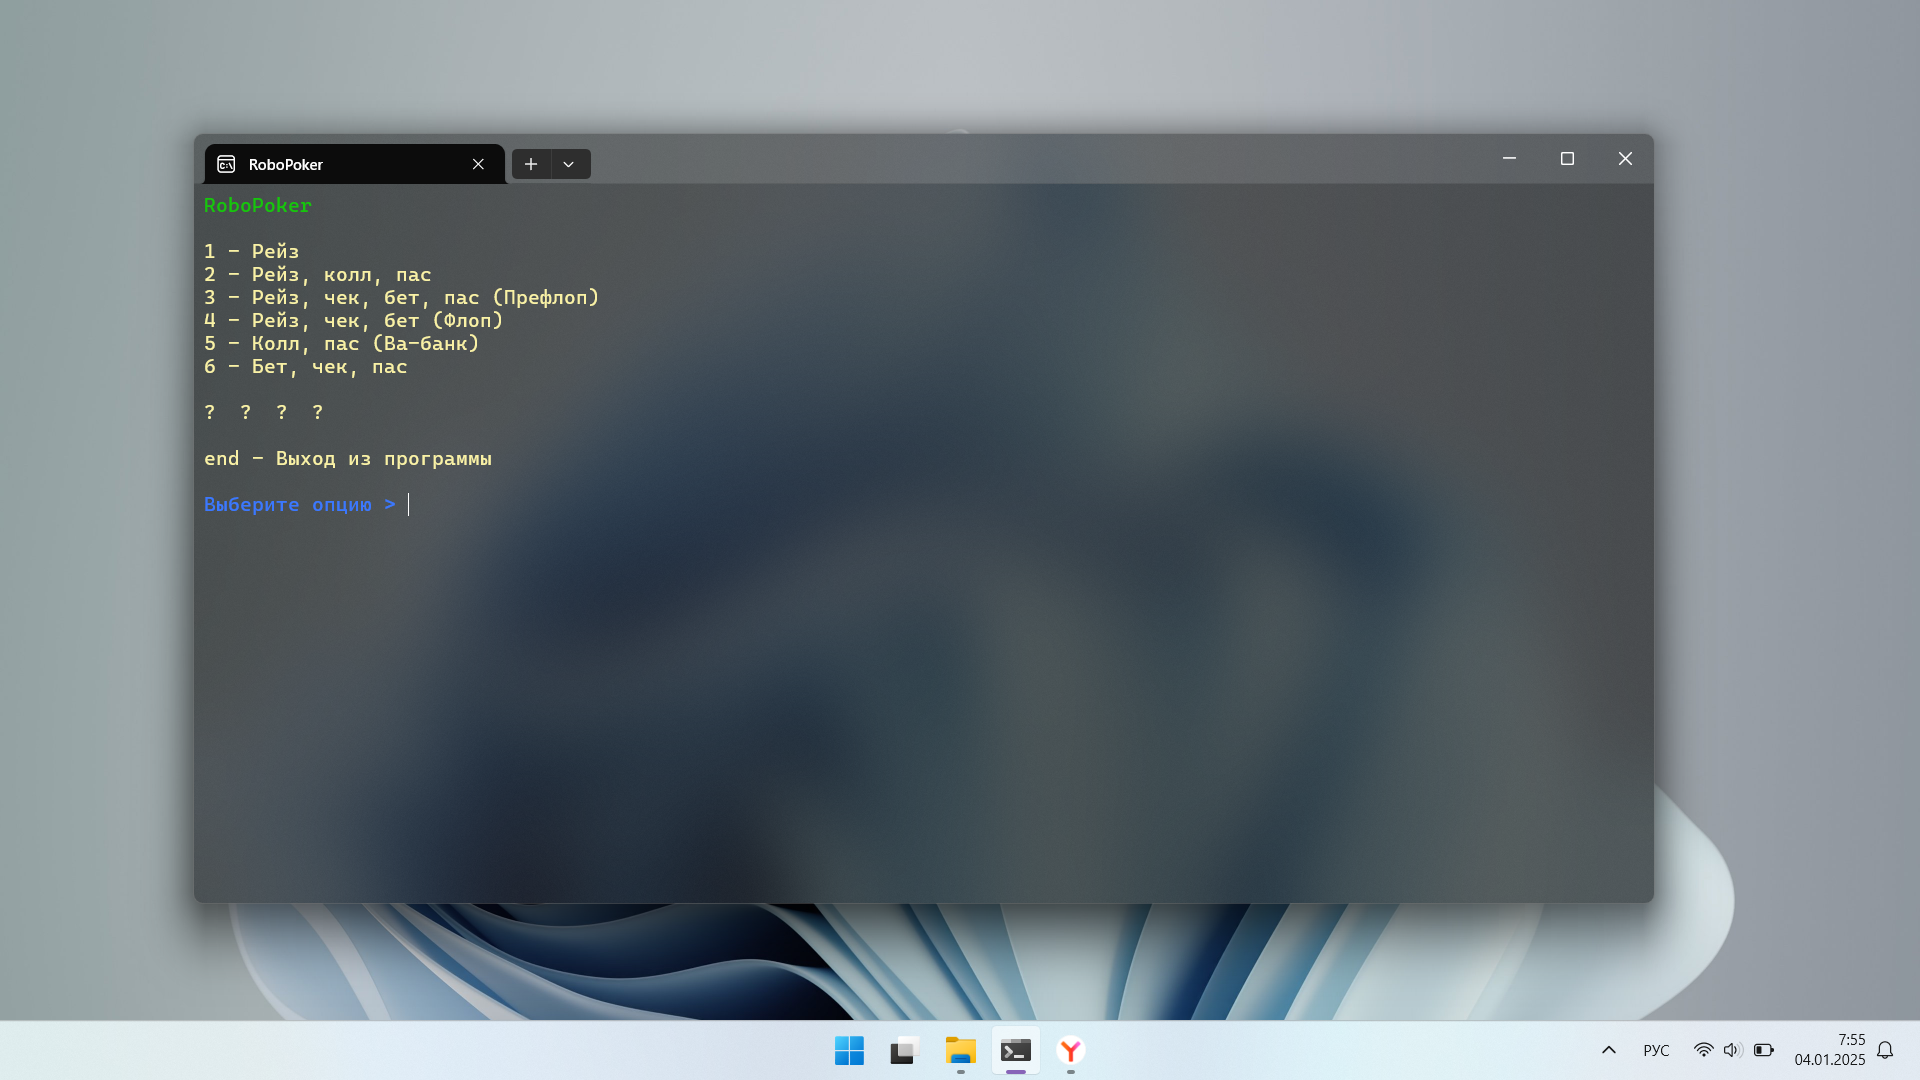 RoboPoker
RoboPoker
1 - Рейз
2 - Рейз, колл, пас
3 - Рейз, чек, бет, пас (Префлоп)
4 - Рейз, чек, бет (Флоп)
5 - Колл, пас (Ва-банк)
6 - Бет, чек, пас
? ? ? ?
end - Выход из программы
Выберите опцию >
РУС
7:55
04.01.2025